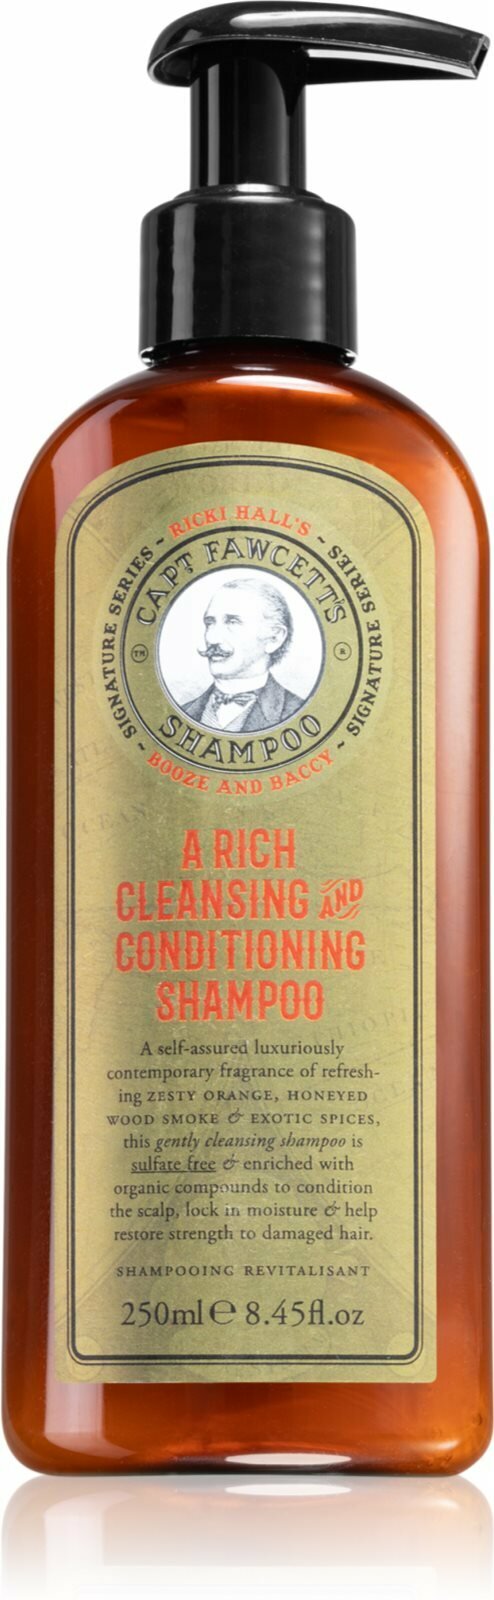 RICKI HALL'S
~ SIGNATURE SERIES ~
~ SIGNATURE SERIES ~
CAPT FAWCETT'S
TM
R
SHAMPOO
BOOZE AND BACCY
A RICH
CLEANSING AND
CONDITIONING
SHAMPOO
A self-assured luxuriously
contemporary fragrance of refresh-
ing ZESTY ORANGE, HONEYED
WOOD SMOKE & EXOTIC SPICES,
this gently cleansing shampoo is
sulfate free & enriched with
organic compounds to condition
the scalp, lock in moisture & help
restore strength to damaged hair.
SHAMPOOING REVITALISANT
250ml ℮ 8.45fl.oz